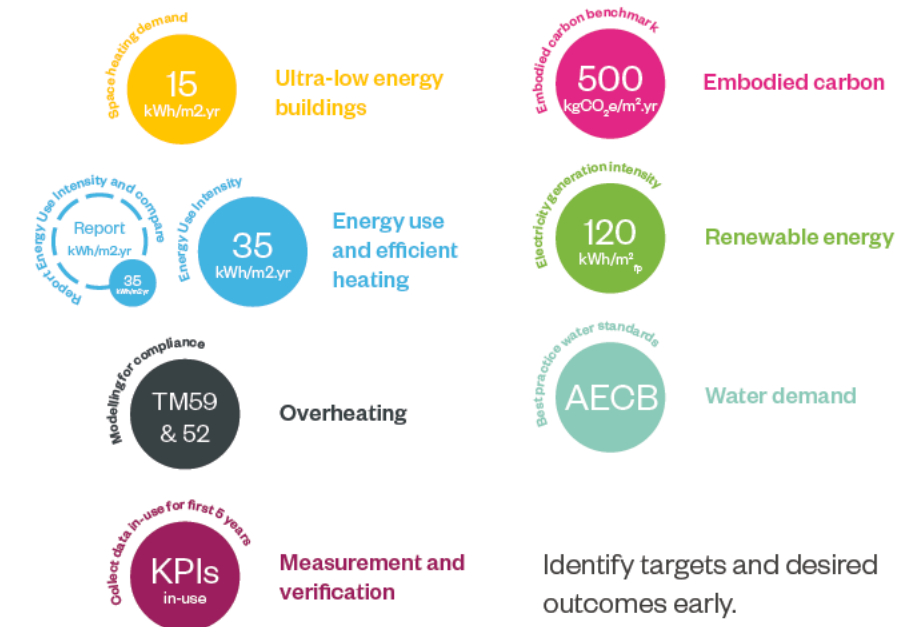 Space heating demand
15
kWh/m2.yr
Ultra-low energy
buildings
Embodied carbon benchmark
500
kgCO₂e/m².yr
Embodied carbon
Report Energy Use Intensity and compare
Report
kWh/m2.yr
35
kWh/m2yr
Energy Use Intensity
35
kWh/m2.yr
Energy use
and efficient
heating
Electricity generation intensity
120
kWh/m² fp
Renewable energy
Modelling for compliance
TM59
& 52
Overheating
Best practice water standards
AECB
Water demand
Collect data in-use for first 5 years
KPIs
in-use
Measurement and
verification
Identify targets and desired
outcomes early.